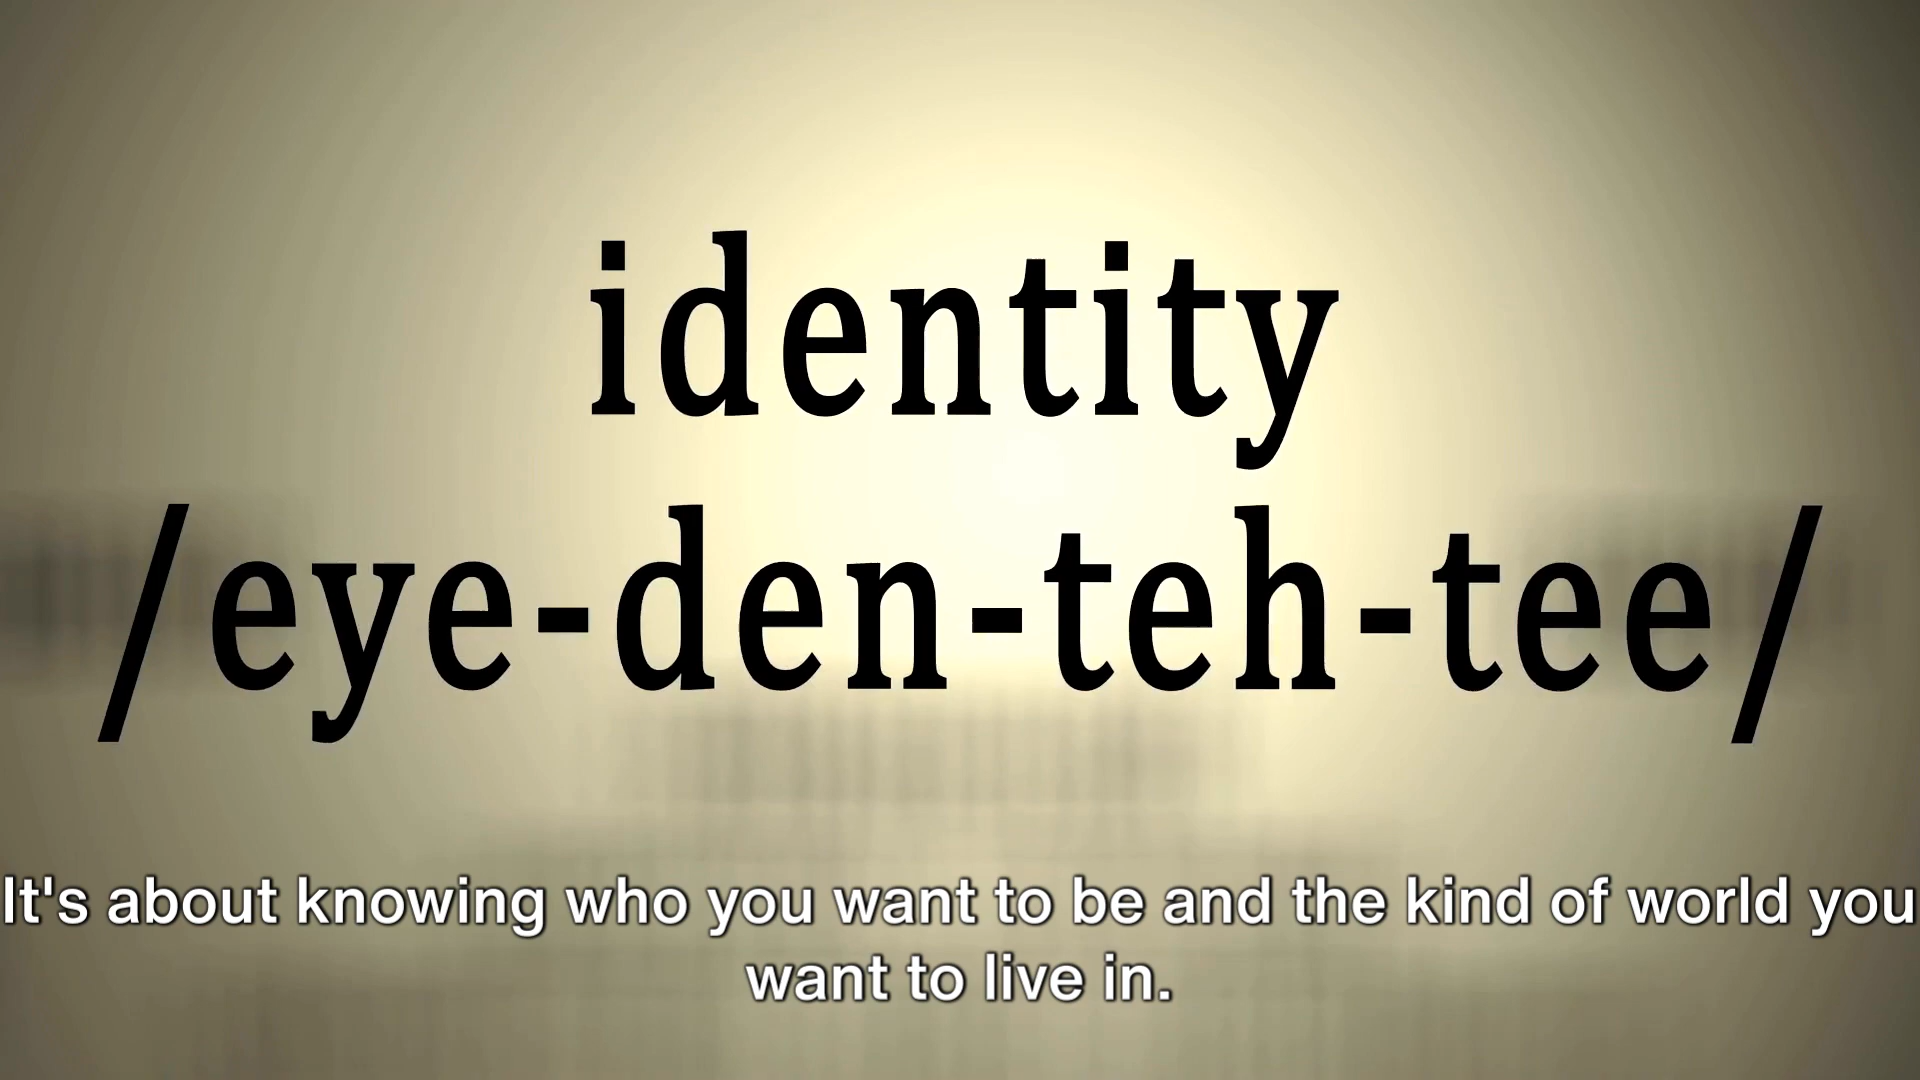 identity
/eye-den-teh-tee/
It's about knowing who you want to be and the kind of world you
want to live in.